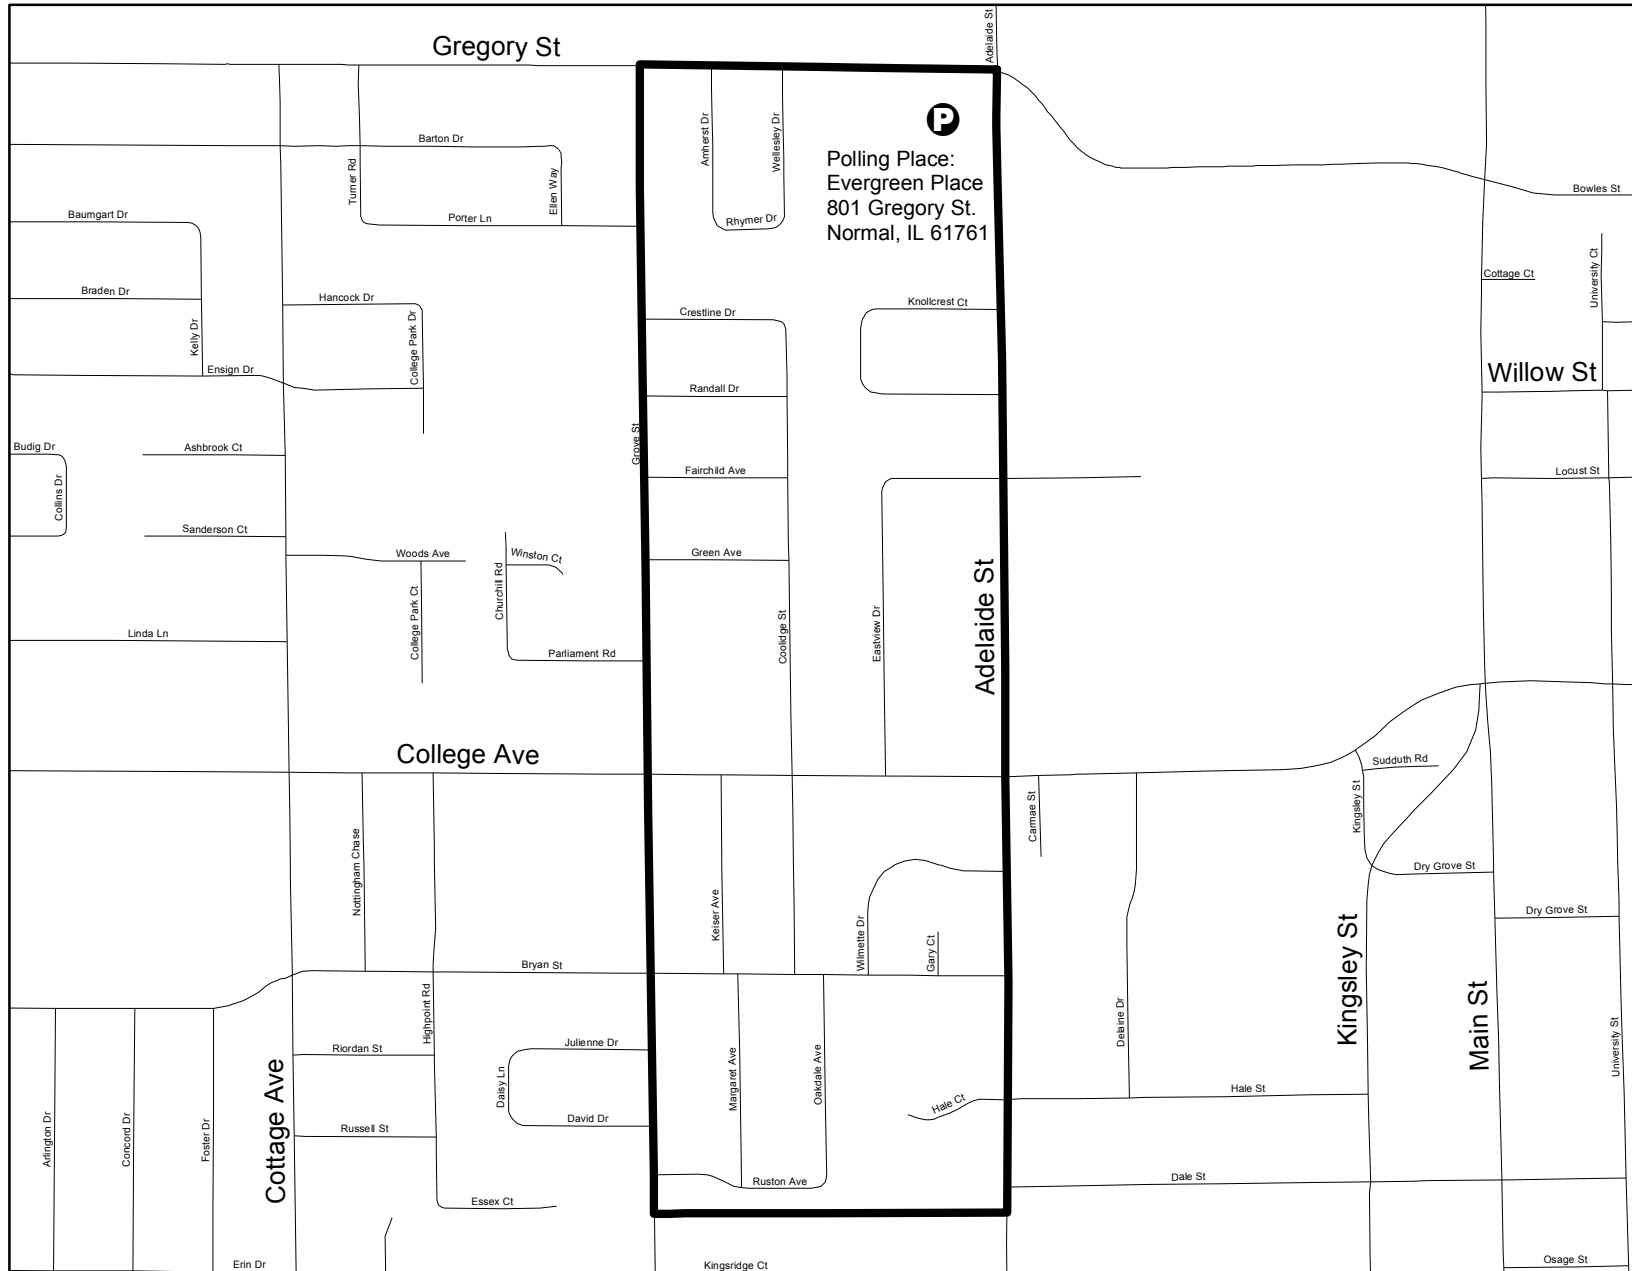 Adelaide St
Gregory St
P
Polling Place:
Evergreen Place
801 Gregory St.
Normal, IL 61761
Amherst Dr
Wellesley Dr
Rhymer Dr
Barton Dr
Turner Rd
Ellen Way
Porter Ln
Bowles St
Baumgart Dr
Braden Dr
Kelly Dr
Ensign Dr
Hancock Dr
College Park Dr
Crestline Dr
Knollcrest Ct
Cottage Ct
University Ct
Willow St
Randall Dr
Grove St
Budig Dr
Collins Dr
Ashbrook Ct
Sanderson Ct
Fairchild Ave
Locust St
Woods Ave
Winston Ct
Churchill Rd
College Park Ct
Green Ave
Coolidge St
Eastview Dr
Adelaide St
Linda Ln
Parliament Rd
College Ave
Sudduth Rd
Kingsley St
Carmae St
Nottingham Chase
Keiser Ave
Wilmette Dr
Gary Ct
Dry Grove St
Dry Grove St
Bryan St
Highpoint Rd
Kingsley St
Main St
Delaine Dr
University St
Riordan St
Julienne Dr
Daisy Ln
David Dr
Margaret Ave
Oakdale Ave
Hale Ct
Hale St
Arlington Dr
Concord Dr
Foster Dr
Cottage Ave
Russell St
Ruston Ave
Dale St
Essex Ct
Erin Dr
Kingsridge Ct
Osage St